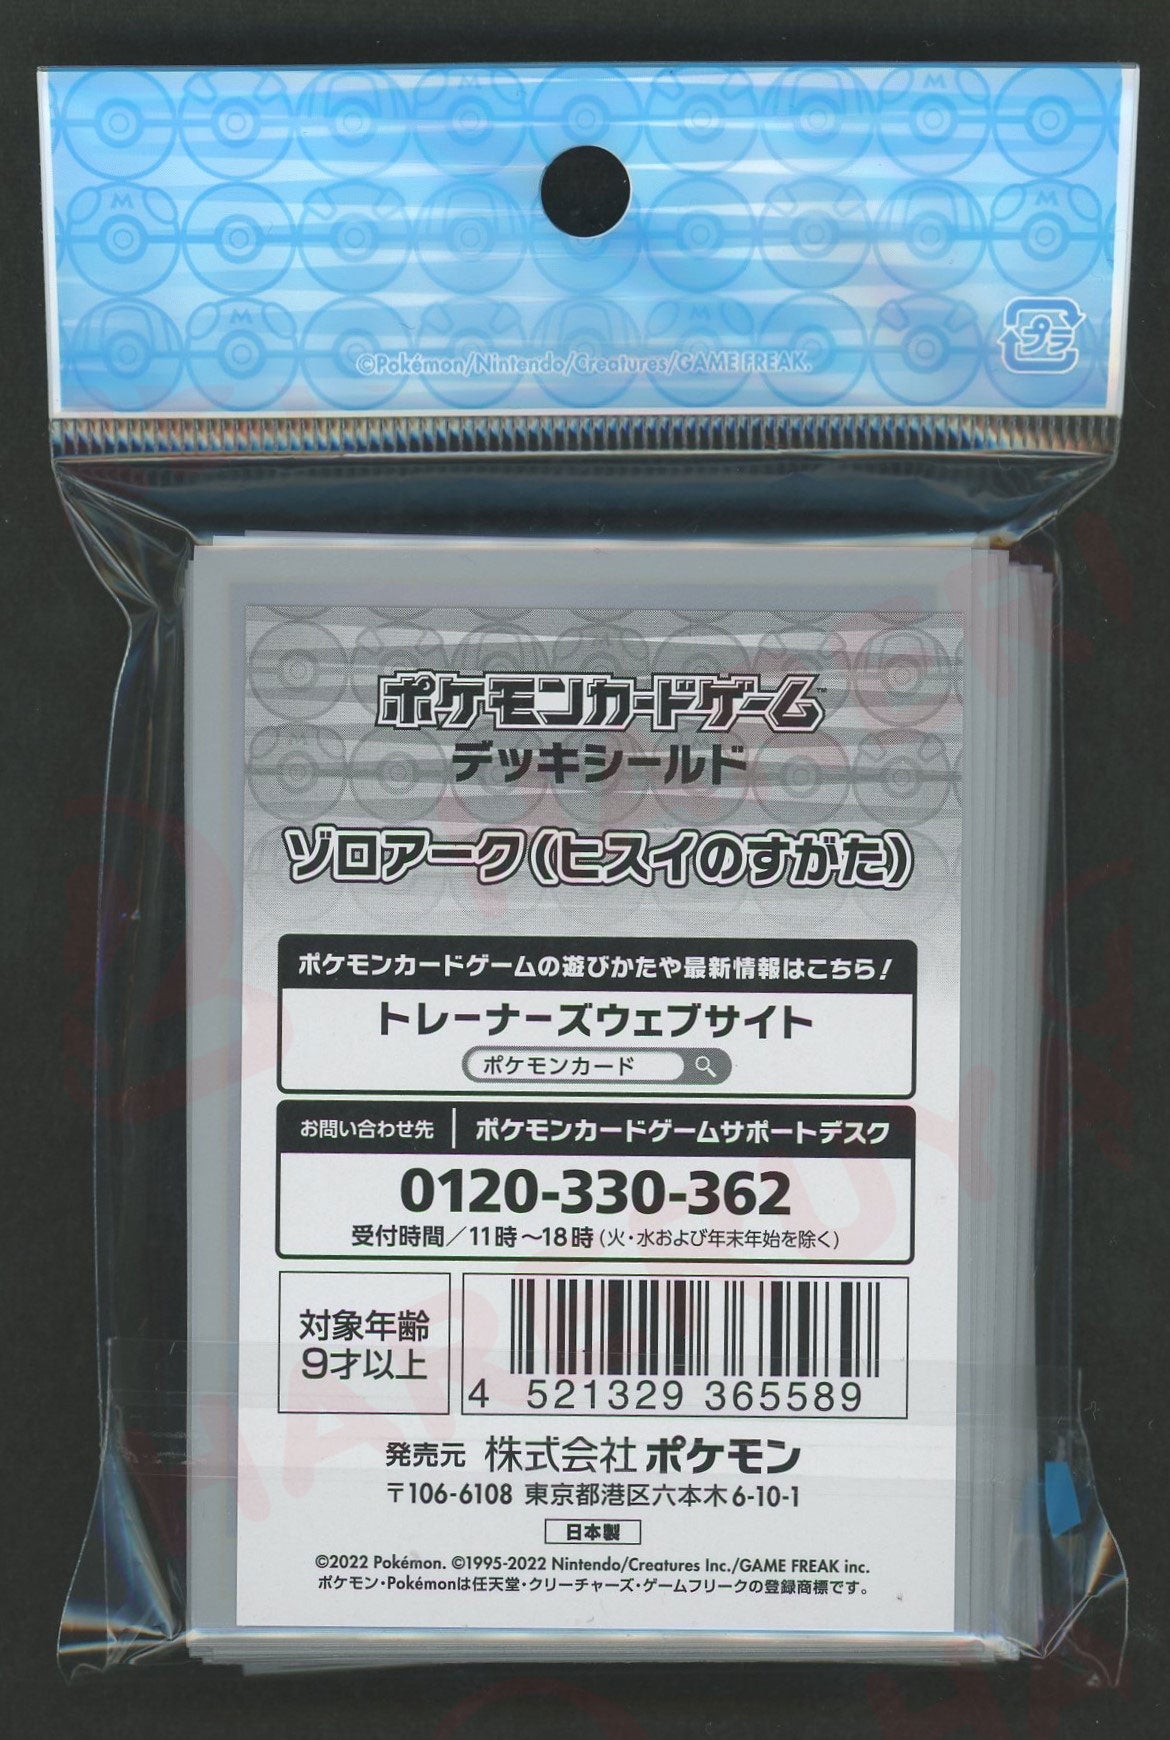 ©Pokémon/Nintendo/Creatures/GAME FREAK.
プラ
ポケモンカードゲーム™
デッキシールド
ゾロアーク(ヒスイのすがた)
ポケモンカードゲームの遊びかたや最新情報はこちら!
トレーナーズウェブサイト
ポケモンカード
お問い合わせ先 | ポケモンカードゲームサポートデスク
0120-330-362
受付時間/11時~18時(火・水および年末年始を除く)
対象年齢
9才以上
4 521329 365589
発売元 株式会社ポケモン
〒106-6108 東京都港区六本木6-10-1
日本製
©2022 Pokémon. ©1995-2022 Nintendo/Creatures Inc./GAME FREAK inc.
ポケモン・Pokémonは任天堂・クリーチャーズ・ゲームフリークの登録商標です。